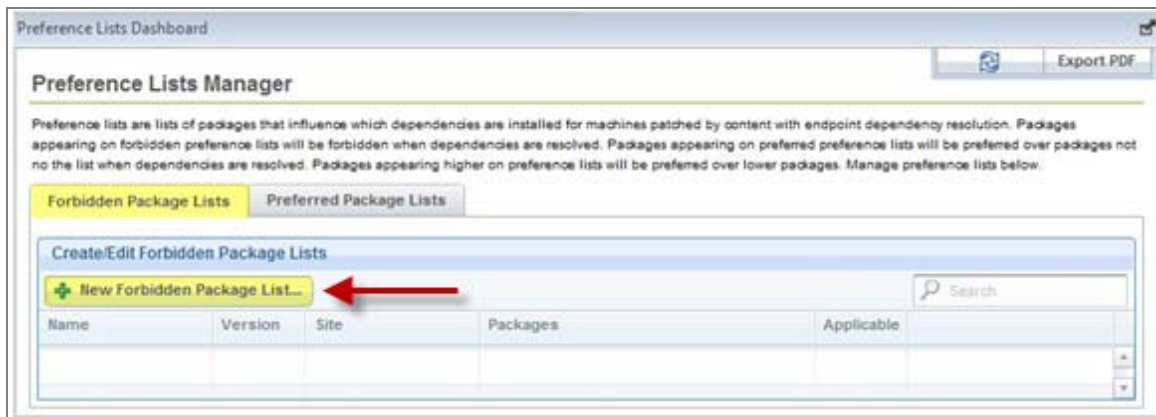 Preference Lists Dashboard
Export PDF
Preference Lists Manager
Preference lists are lists of packages that influence which dependencies are installed for machines patched by content with endpoint dependency resolution. Packages
appearing on forbidden preference lists will be forbidden when dependencies are resolved. Packages appearing on preferred preference lists will be preferred over packages not
no the list when dependencies are resolved. Packages appearing higher on preference lists will be preferred over lower packages. Manage preference lists below.
Forbidden Package Lists Preferred Package Lists
Create/Edit Forbidden Package Lists
New Forbidden Package List... Search
Name Version Site Packages Applicable